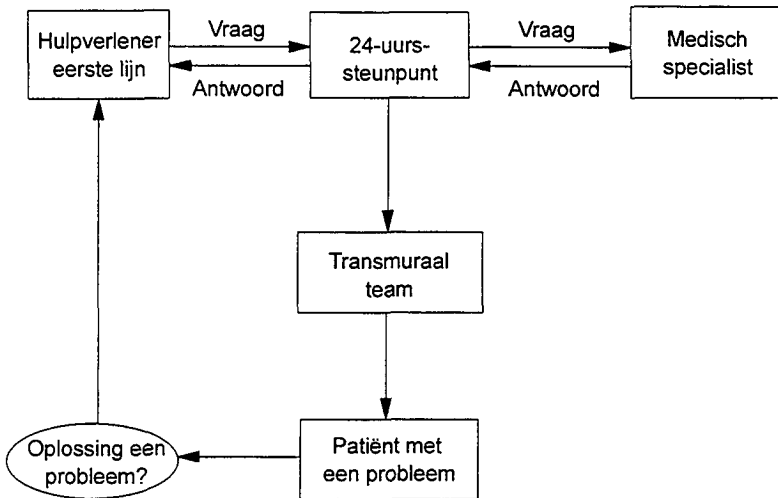 Hulpverlener
eerste lijn
Vraag
Antwoord
24-uurs-
steunpunt
Vraag
Antwoord
Medisch
specialist
Transmuraal
team
Patiënt met
een probleem
Oplossing een
probleem?